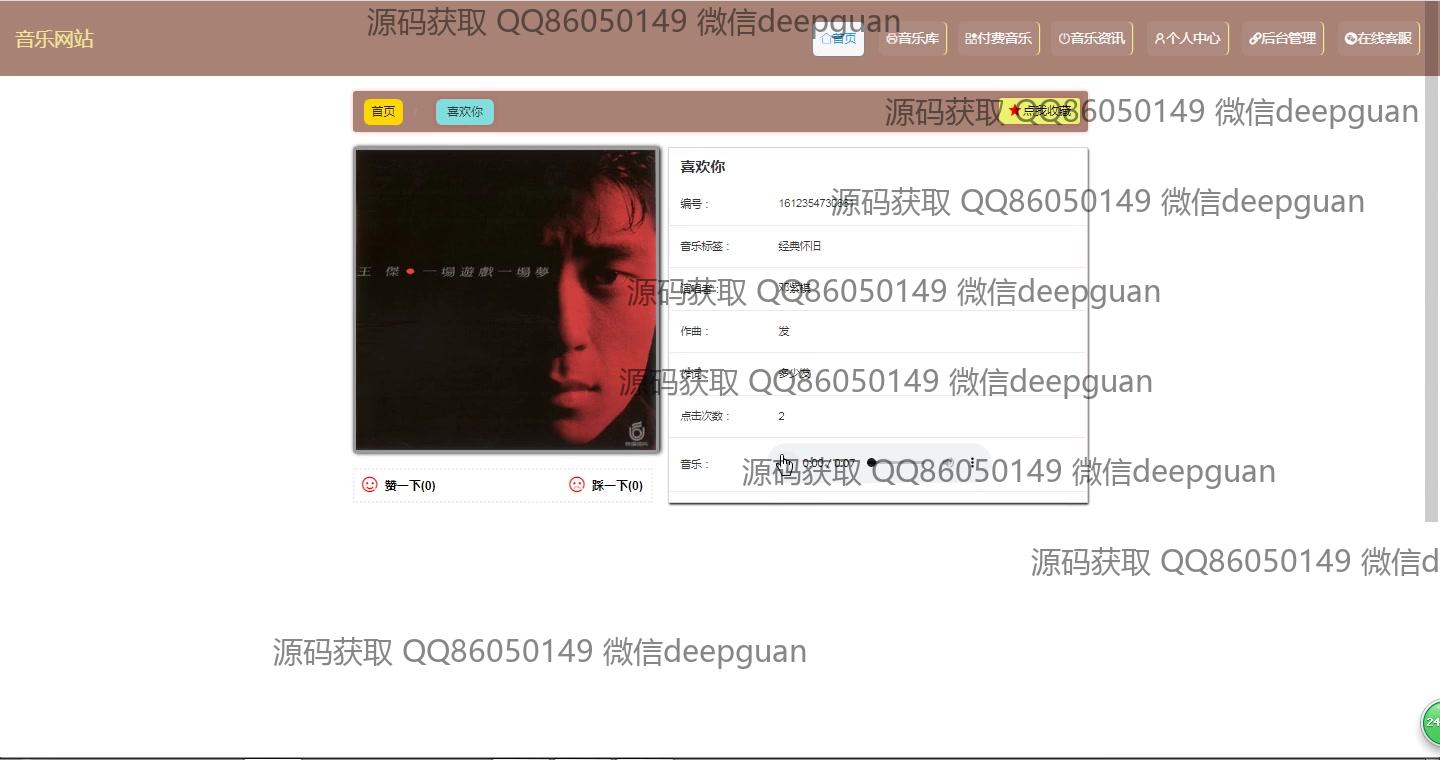 源码获取 QQ86050149 微信deepguan
音乐网站
首页
音乐库
付费音乐
音乐资讯
个人中心
后台管理
在线客服
首页 / 喜欢你
点我收藏
源码获取 QQ86050149 微信deepguan
王 傑 ● 一場遊戲一場夢
喜欢你
编号: 161235473
源码获取 QQ86050149 微信deepguan
音乐标签: 经典怀旧
演唱者: 邓紫棋
源码获取 QQ86050149 微信deepguan
作曲: 发
源码获取 QQ86050149 微信deepguan
点击次数: 2
音乐: 0:00 / 0:07
源码获取 QQ86050149 微信deepguan
赞一下(0)
踩一下(0)
源码获取 QQ86050149 微信d
源码获取 QQ86050149 微信deepguan
24